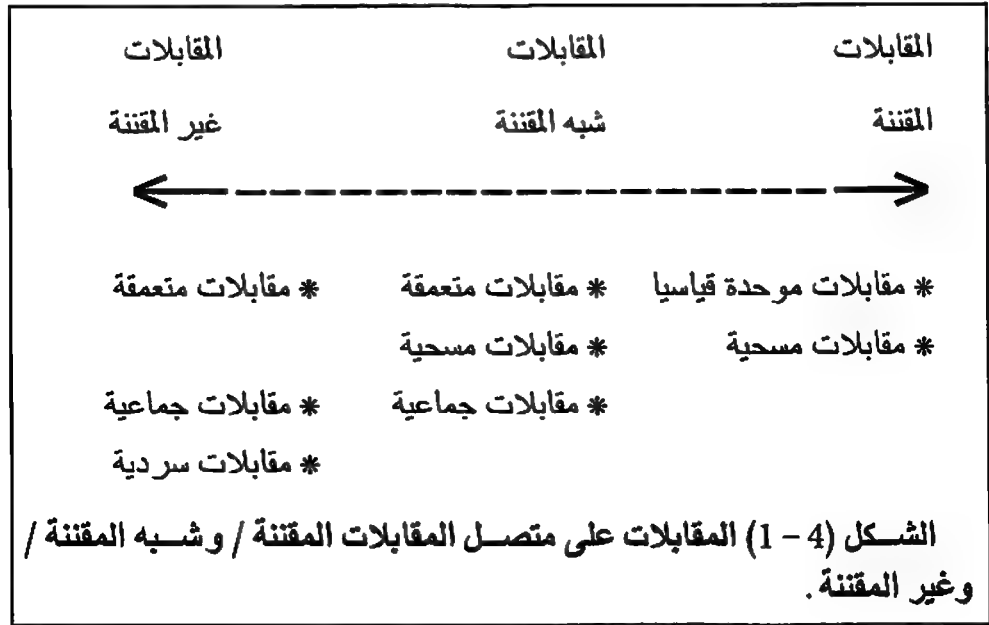 المقابلات المقابلات المقابلات
المقننة شبه المقننة غير المقننة
* مقابلات موحدة قياسيا * مقابلات متعمقة * مقابلات متعمقة
* مقابلات مسحية * مقابلات مسحية
* مقابلات جماعية * مقابلات جماعية
* مقابلات سردية
الشكل (4 – 1) المقابلات على متصل المقابلات المقننة / وشبه المقننة /
وغير المقننة .